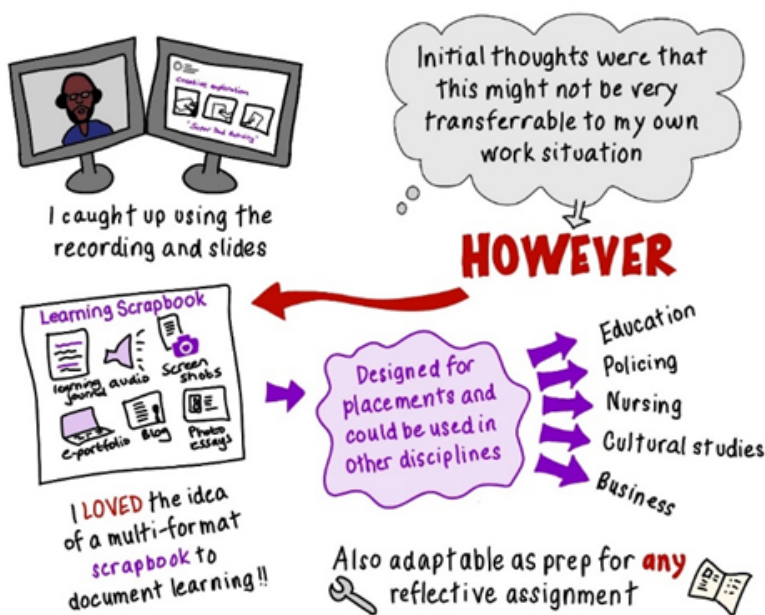 Creative exploration
I caught up using the
recording and slides
Initial thoughts were that
this might not be very
transferrable to my own
work situation
HOWEVER
Learning Scrapbook
learning
journal
audio
Screen
shots
e-portfolio
Blog
Photo
essays
I LOVED the idea
of a multi-format
scrapbook to
document learning!!
Designed for
placements and
could be used in
other disciplines
Education
Policing
Nursing
Cultural studies
Business
Also adaptable as prep for any
reflective assignment